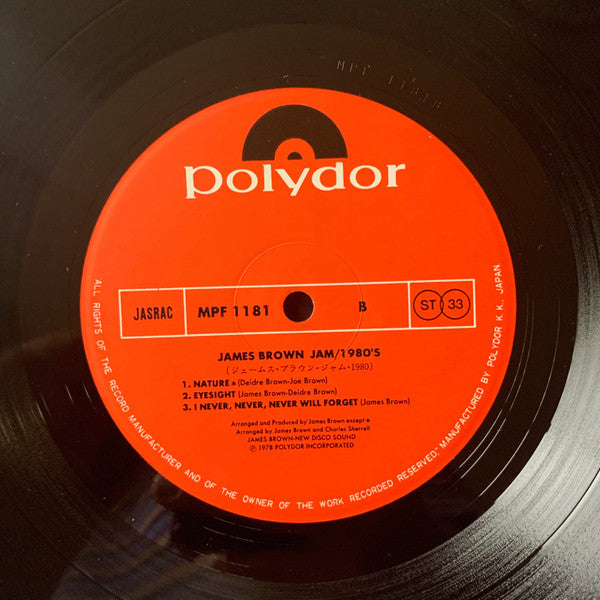 MPF 1181B
polydor
JASRAC
MPF 1181
B
ST 33
JAMES BROWN JAM/1980'S
(ジェームス・ブラウン・ジャム・1980)
1. NATURE * (Deidre Brown-Joe Brown)
2. EYESIGHT (James Brown-Deidre Brown)
3. I NEVER, NEVER, NEVER WILL FORGET (James Brown)
Arranged and Produced by James Brown except *
Arranged by James Brown and Charles Sherrell
JAMES BROWN-NEW DISCO SOUND
Ⓟ 1978 POLYDOR INCORPORATED
ALL RIGHTS OF THE RECORD MANUFACTURER AND OF THE OWNER OF THE WORK RECORDED RESERVED; MANUFACTURED BY POLYDOR K.K., JAPAN.